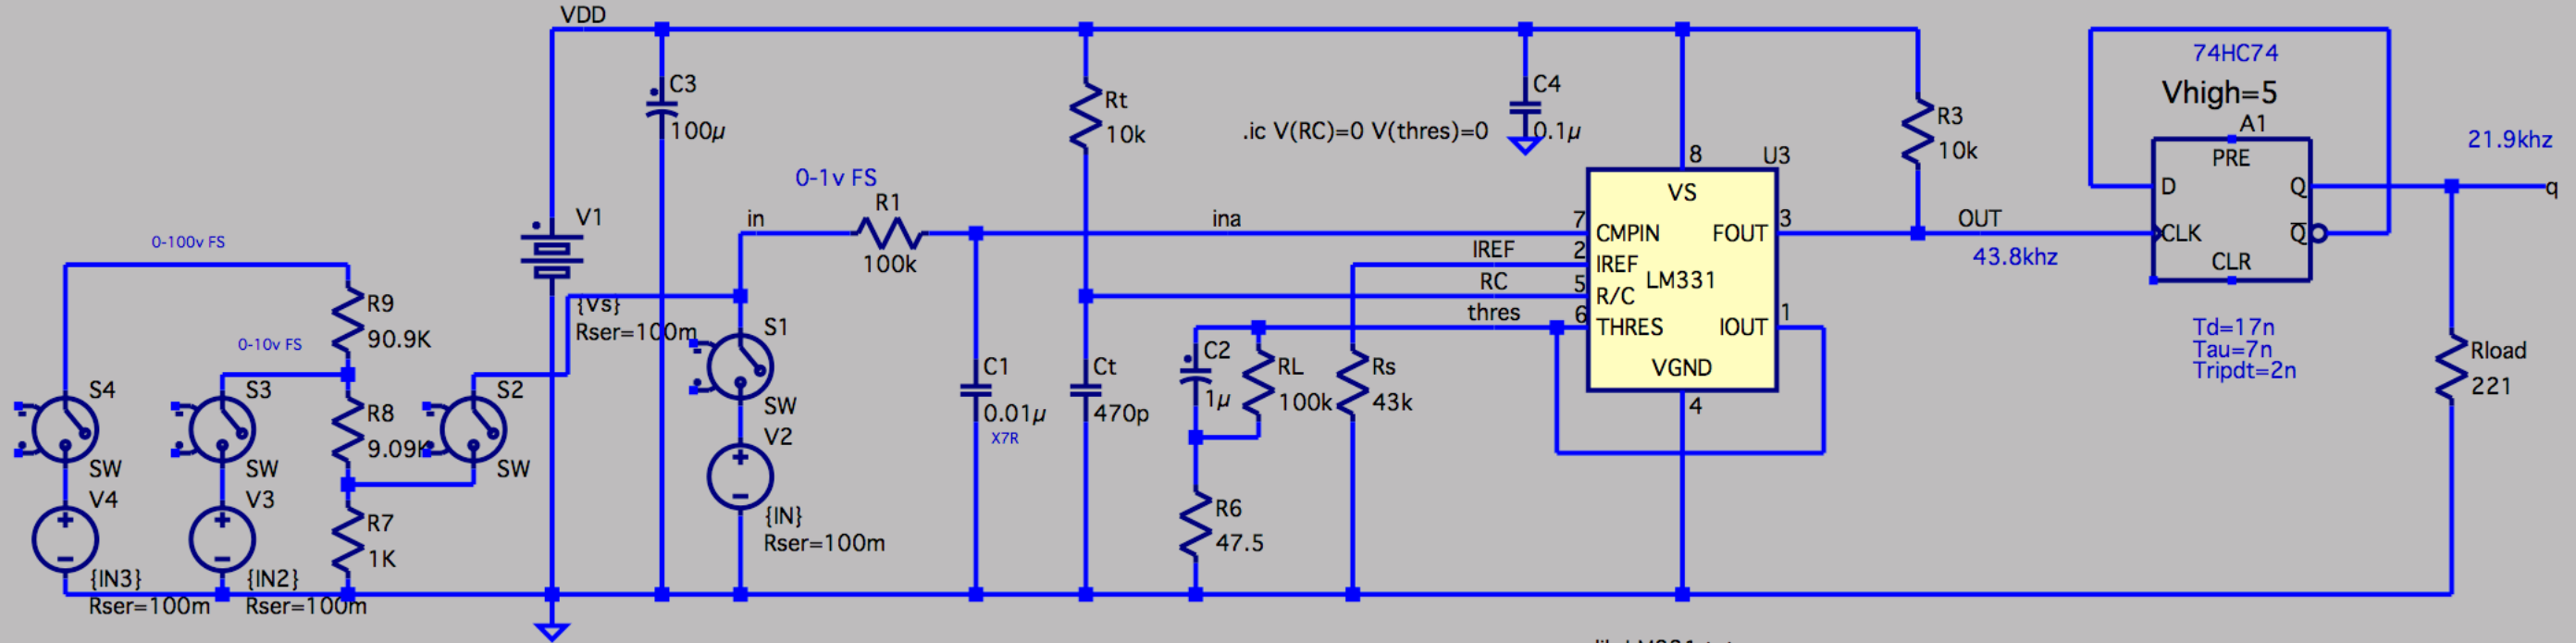 VDD
C3
100µ
Rt
10k
.ic V(RC)=0 V(thres)=0
C4
0.1µ
R3
10k
74HC74
Vhigh=5
A1
PRE
D
Q
CLK
Q
CLR
21.9khz
q
Td=17n
Tau=7n
Tripdt=2n
Rload
221
8
U3
VS
7
CMPIN
FOUT
3
OUT
43.8khz
IREF
2
IREF
LM331
RC
5
R/C
thres
6
THRES
IOUT
1
VGND
4
0-1v FS
in
R1
100k
ina
V1
{Vs}
Rser=100m
S1
SW
V2
{IN}
Rser=100m
C1
0.01µ
X7R
Ct
470p
C2
1µ
RL
100k
Rs
43k
R6
47.5
0-100v FS
R9
90.9K
0-10v FS
S4
SW
V4
{IN3}
Rser=100m
S3
SW
V3
{IN2}
Rser=100m
R8
9.09K
S2
SW
R7
1K